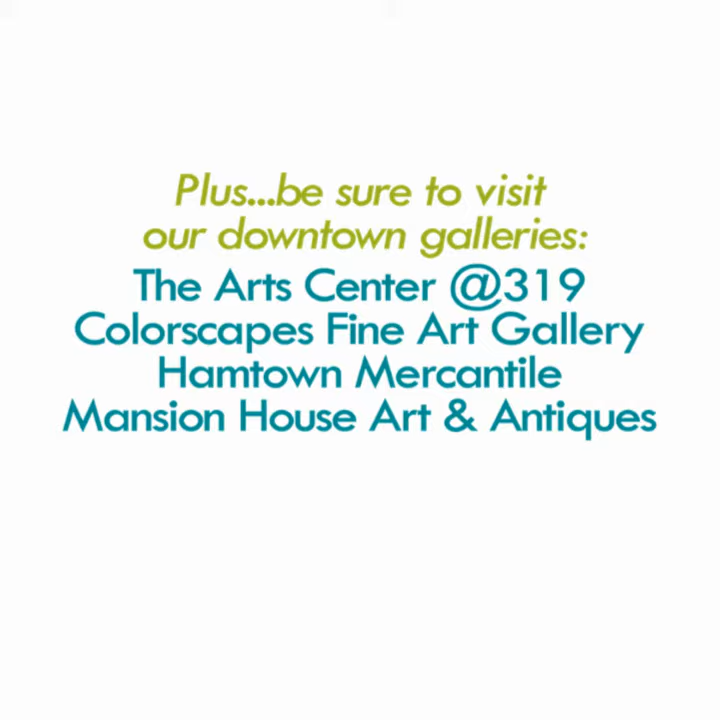 Plus...be sure to visit
our downtown galleries:
The Arts Center @319
Colorscapes Fine Art Gallery
Hamtown Mercantile
Mansion House Art & Antiques